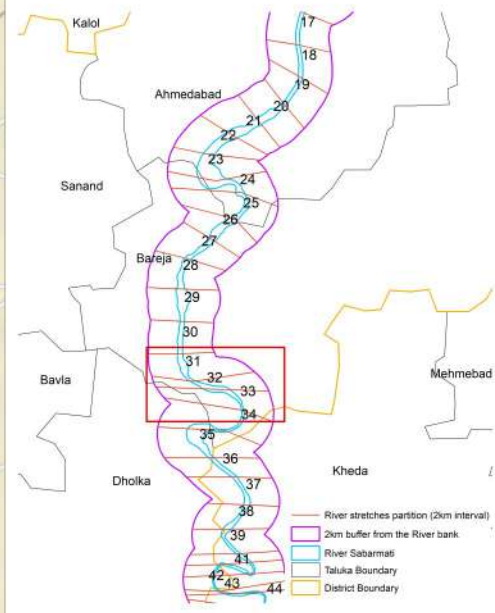 Kalol
17
18
19
Ahmedabad
20
21
22
23
24
Sanand
25
26
27
Bareja
28
29
30
31
32
Bavla
Mehmebad
33
34
35
36
Dholka
Kheda
37
38
39
41
42
43
44
River stretches partition (2km interval)
2km buffer from the River bank
River Sabarmati
Taluka Boundary
District Boundary